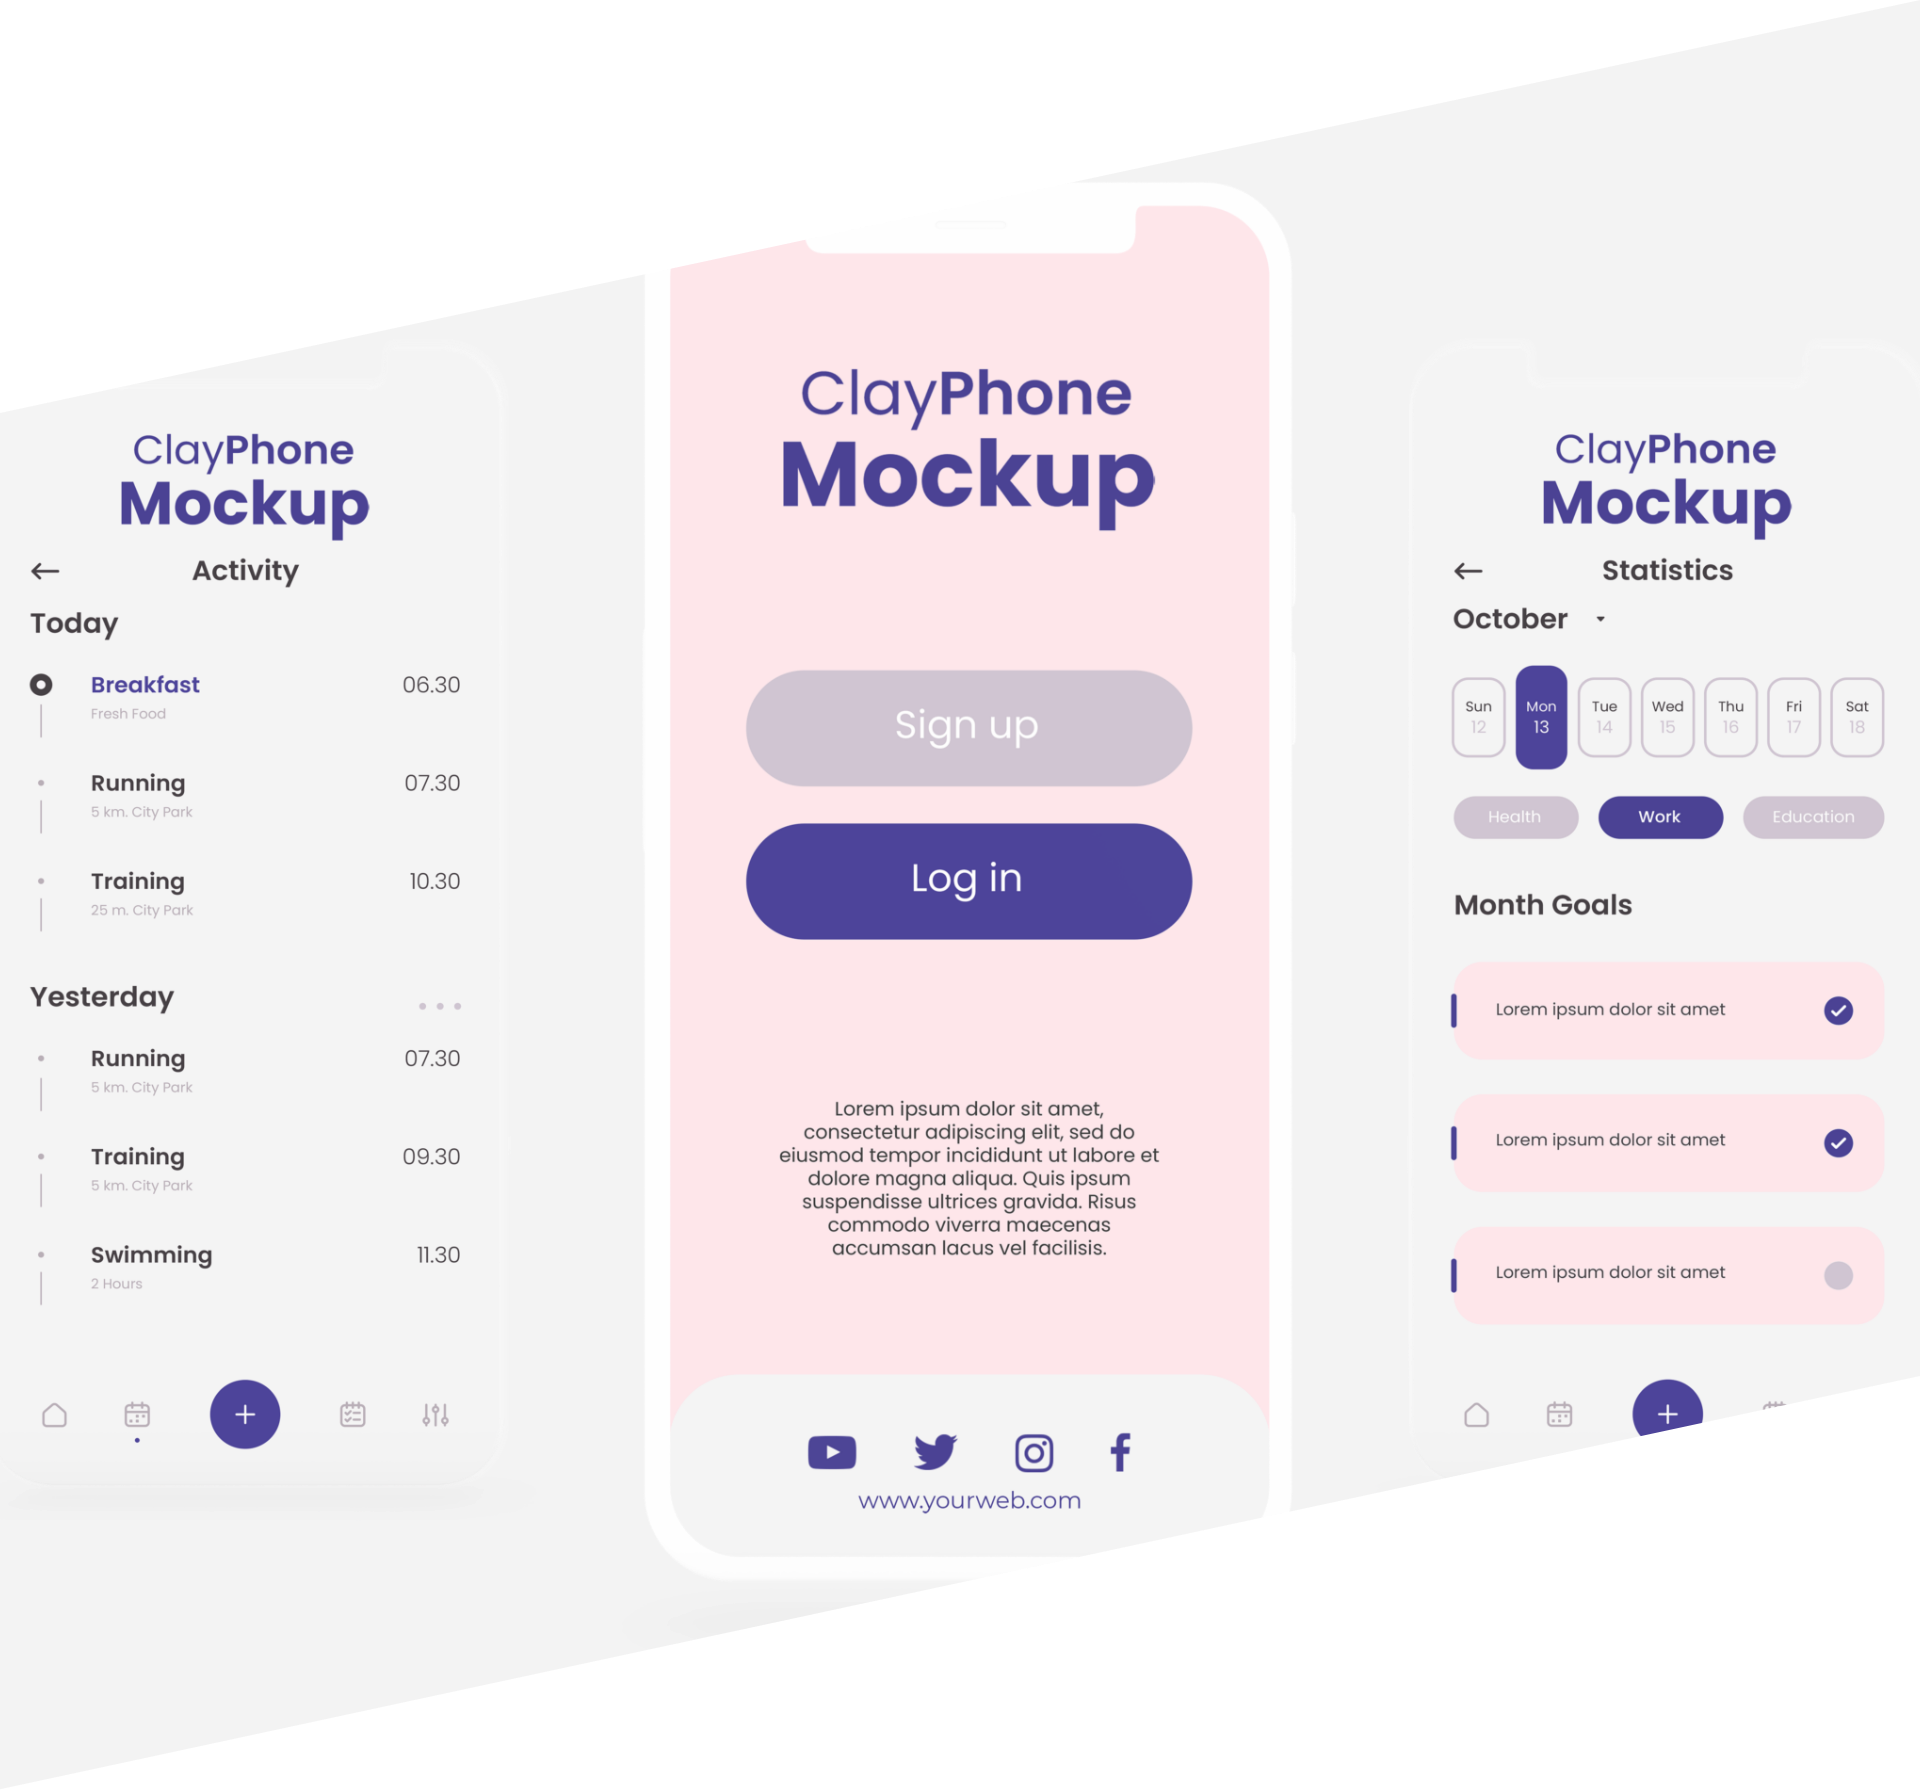 ClayPhone
Mockup
Activity
Today
Breakfast 06.30
Fresh Food
Running 07.30
5 km. City Park
Training 10.30
25 m. City Park
Yesterday
Running 07.30
5 km. City Park
Training 09.30
5 km. City Park
Swimming 11.30
2 Hours
ClayPhone
Mockup
Sign up
Log in
Lorem ipsum dolor sit amet,
consectetur adipiscing elit, sed do
eiusmod tempor incididunt ut labore et
dolore magna aliqua. Quis ipsum
suspendisse ultrices gravida. Risus
commodo viverra maecenas
accumsan lacus vel facilisis.
www.yourweb.com
ClayPhone
Mockup
Statistics
October
Sun Mon Tue Wed Thu Fri Sat
12 13 14 15 16 17 18
Health Work Education
Month Goals
Lorem ipsum dolor sit amet
Lorem ipsum dolor sit amet
Lorem ipsum dolor sit amet